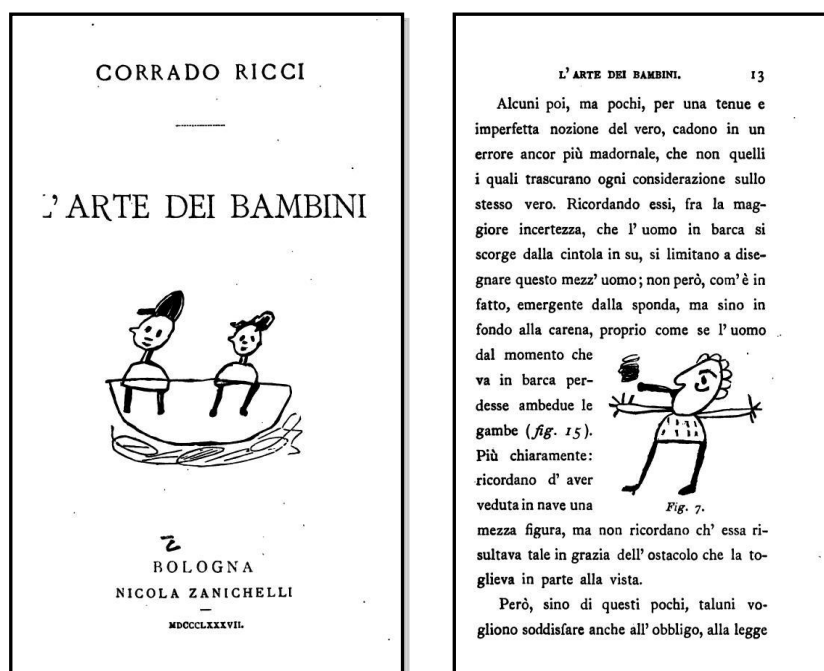 CORRADO RICCI
L'ARTE DEI BAMBINI
BOLOGNA
NICOLA ZANICHELLI
MDCCCLXXXVII.
L' ARTE DEI BAMBINI. 13
Alcuni poi, ma pochi, per una tenue e
imperfetta nozione del vero, cadono in un
errore ancor più madornale, che non quelli
i quali trascurano ogni considerazione sullo
stesso vero. Ricordando essi, fra la mag-
giore incertezza, che l' uomo in barca si
scorge dalla cintola in su, si limitano a dise-
gnare questo mezz' uomo; non però, com' è in
fatto, emergente dalla sponda, ma sino in
fondo alla carena, proprio come se l' uomo
dal momento che
va in barca per-
desse ambedue le
gambe (fig. 15).
Più chiaramente:
ricordano d' aver
veduta in nave una
Fig. 7.
mezza figura, ma non ricordano ch' essa ri-
sultava tale in grazia dell' ostacolo che la to-
glieva in parte alla vista.
Però, sino di questi pochi, taluni vo-
gliono soddisfare anche all' obbligo, alla legge